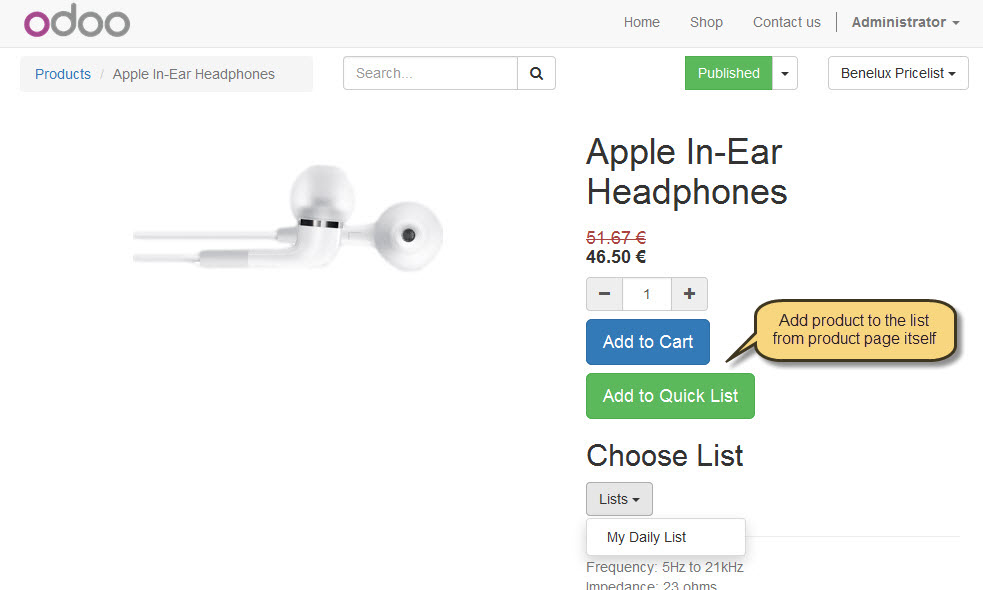 odoo
Home Shop Contact us Administrator
Products / Apple In-Ear Headphones
Search...
Published
Benelux Pricelist
Apple In-Ear
Headphones
51.67 €
46.50 €
− 1 +
Add to Cart
Add product to the list
from product page itself
Add to Quick List
Choose List
Lists
My Daily List
Frequency: 5Hz to 21kHz
Impedance: 23 ohms